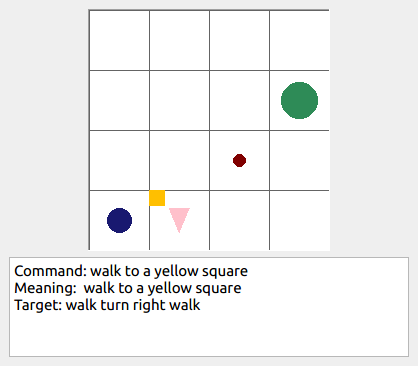 Command: walk to a yellow square
Meaning: walk to a yellow square
Target: walk turn right walk